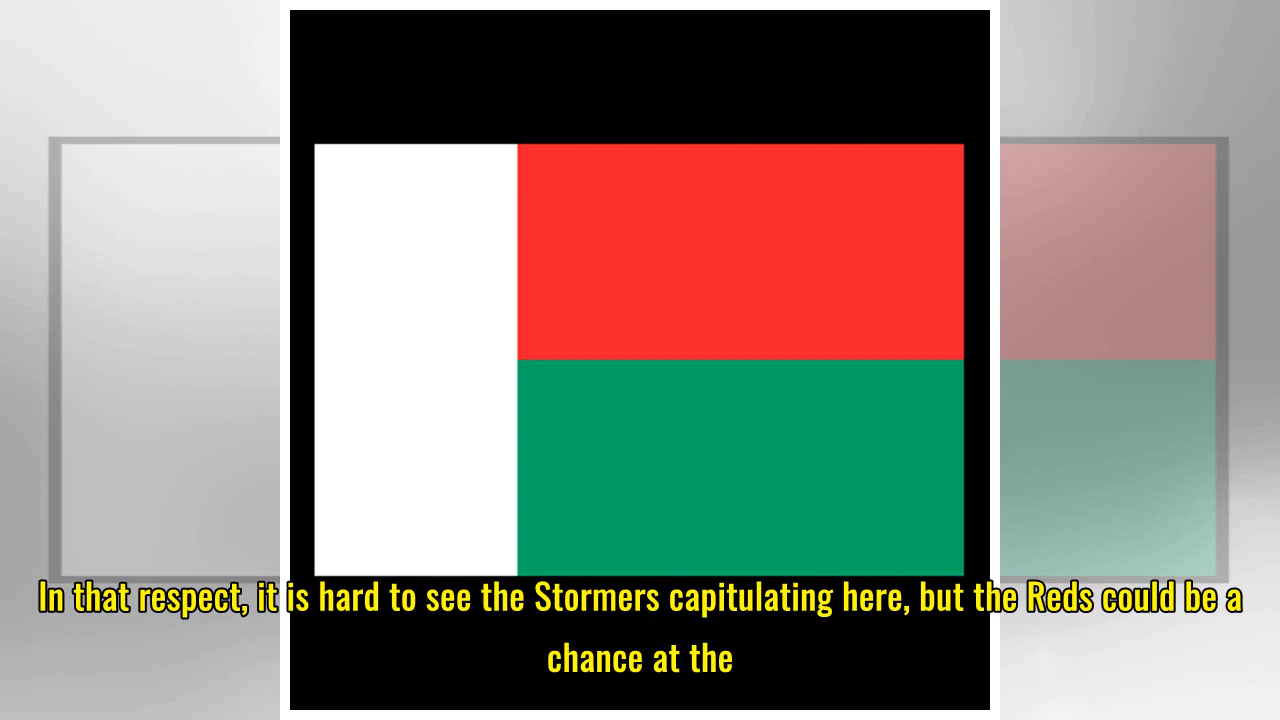 In that respect, it is hard to see the Stormers capitulating here, but the Reds could be a
chance at the